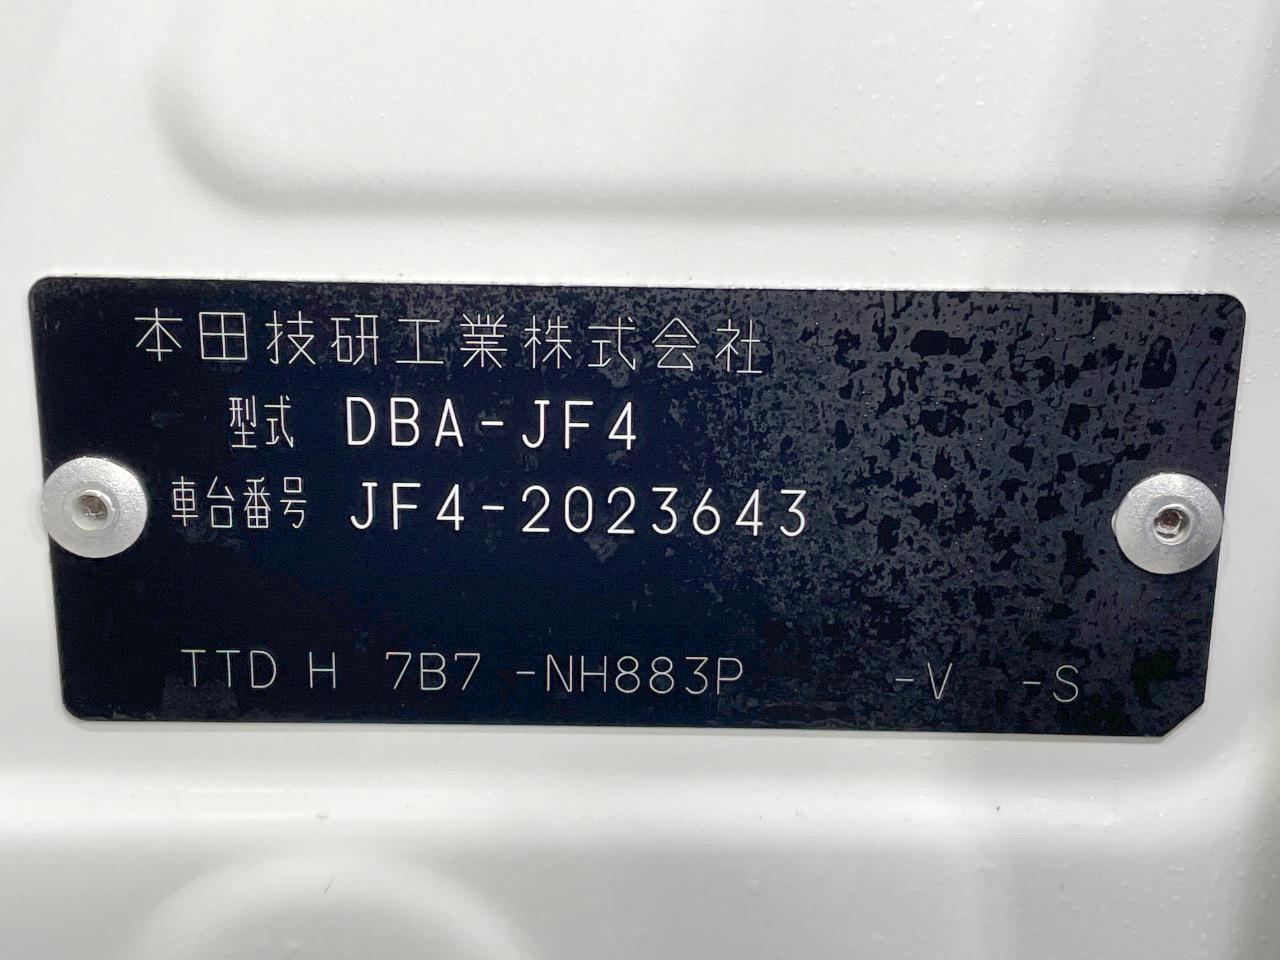 本田技研工業株式会社
型式 DBA-JF4
車台番号 JF4-2023643
TTD H 7B7 -NH883P -V -S